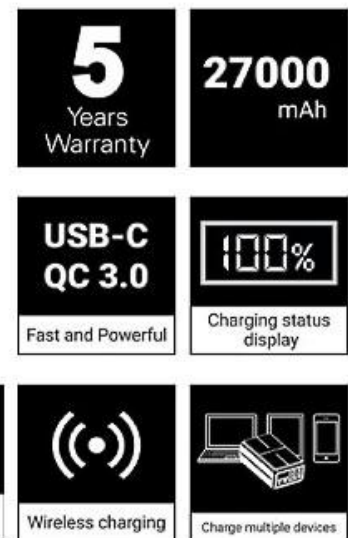 5
Years
Warranty
27000
mAh
USB-C
QC 3.0
Fast and Powerful
100%
Charging status
display
Wireless charging
Charge multiple devices